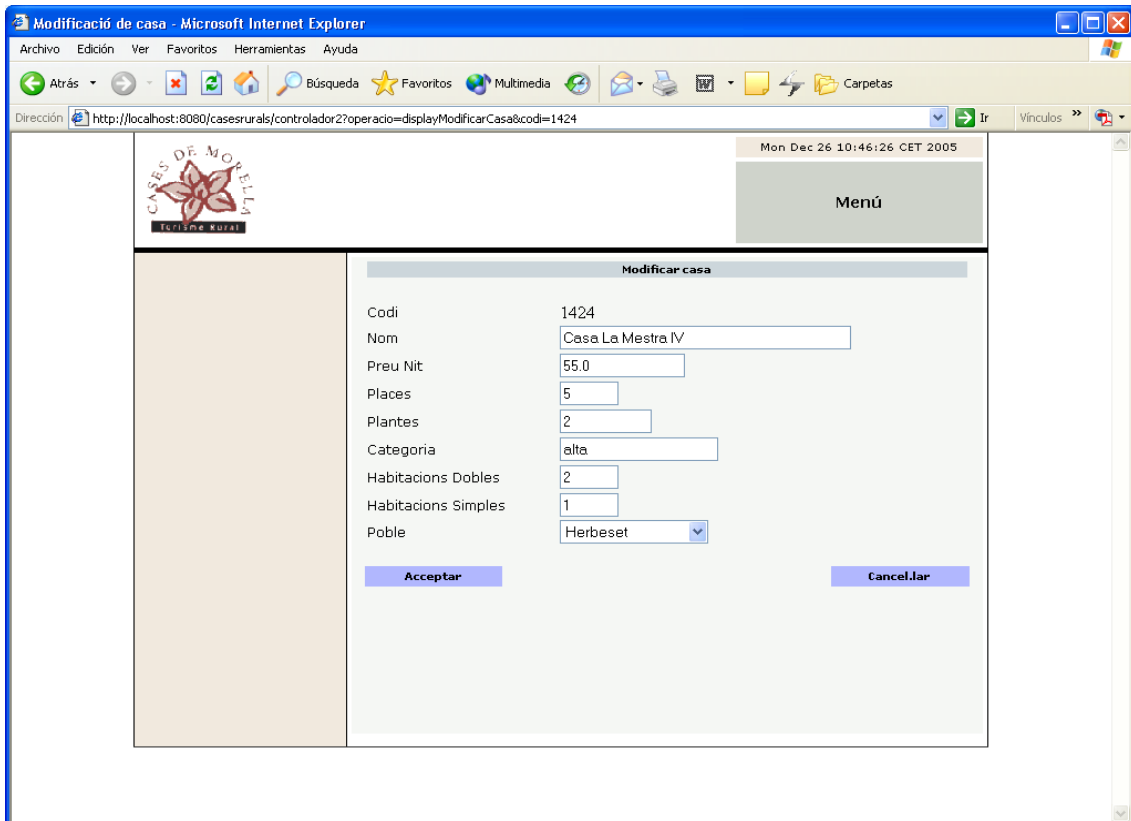 Modificació de casa - Microsoft Internet Explorer
Archivo Edición Ver Favoritos Herramientas Ayuda
Atrás Búsqueda Favoritos Multimedia Carpetas
Dirección http://localhost:8080/casesrurals/controlador2?operacio=displayModificarCasa&codi=1424 Ir Vínculos »
CASES DE MORELLA
Turisme Rural
Mon Dec 26 10:46:26 CET 2005
Menú
Modificar casa
Codi 1424
Nom Casa La Mestra IV
Preu Nit 55.0
Places 5
Plantes 2
Categoria alta
Habitacions Dobles 2
Habitacions Simples 1
Poble Herbeset
Acceptar Cancel.lar